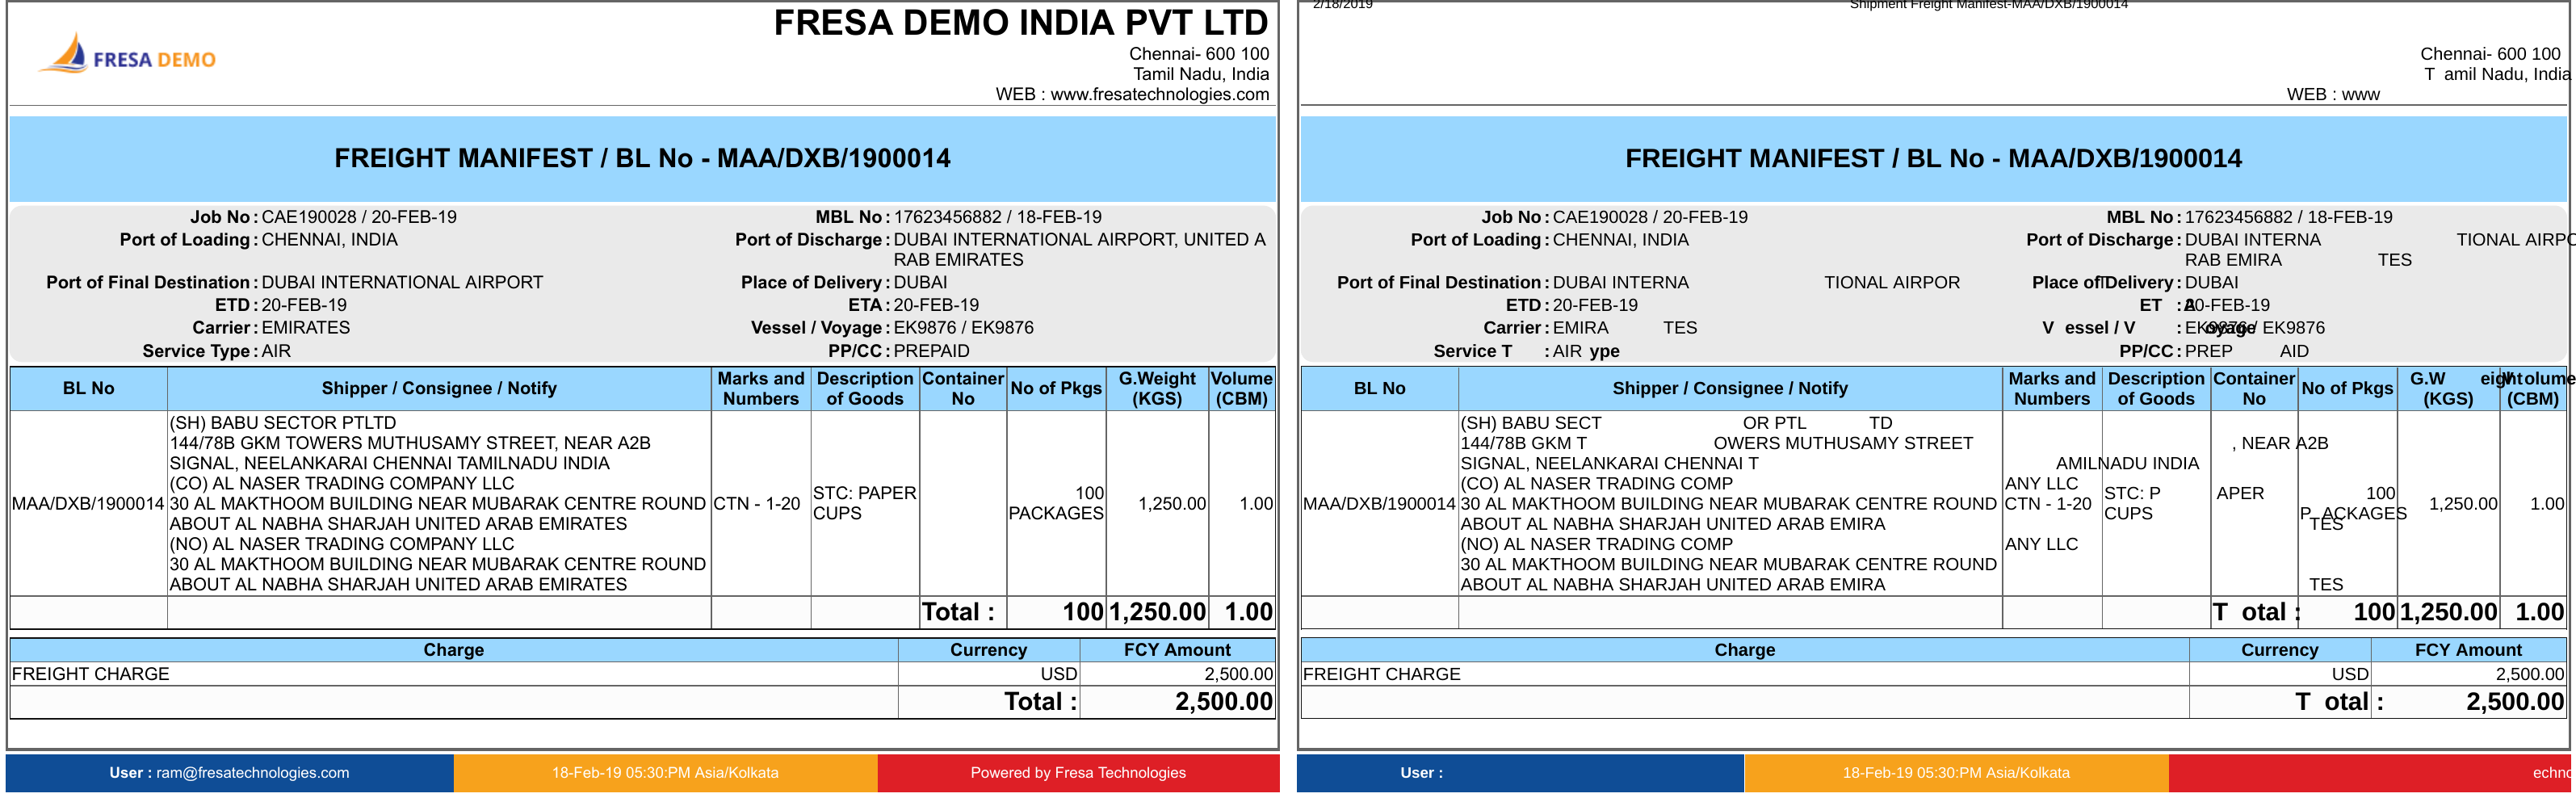 FRESA DEMO INDIA PVT LTD
FRESA DEMO
Chennai- 600 100
Tamil Nadu, India
WEB : www.fresatechnologies.com
FREIGHT MANIFEST / BL No - MAA/DXB/1900014
Job No : CAE190028 / 20-FEB-19 MBL No : 17623456882 / 18-FEB-19
Port of Loading : CHENNAI, INDIA Port of Discharge : DUBAI INTERNATIONAL AIRPORT, UNITED A
RAB EMIRATES
Port of Final Destination : DUBAI INTERNATIONAL AIRPORT Place of Delivery : DUBAI
ETD : 20-FEB-19 ETA : 20-FEB-19
Carrier : EMIRATES Vessel / Voyage : EK9876 / EK9876
Service Type : AIR PP/CC : PREPAID
BL No Shipper / Consignee / Notify Marks and Numbers Description of Goods Container No No of Pkgs G.Weight (KGS) Volume (CBM)
MAA/DXB/1900014
(SH) BABU SECTOR PTLTD
144/78B GKM TOWERS MUTHUSAMY STREET, NEAR A2B
SIGNAL, NEELANKARAI CHENNAI TAMILNADU INDIA
(CO) AL NASER TRADING COMPANY LLC
30 AL MAKTHOOM BUILDING NEAR MUBARAK CENTRE ROUND
ABOUT AL NABHA SHARJAH UNITED ARAB EMIRATES
(NO) AL NASER TRADING COMPANY LLC
30 AL MAKTHOOM BUILDING NEAR MUBARAK CENTRE ROUND
ABOUT AL NABHA SHARJAH UNITED ARAB EMIRATES
CTN - 1-20
STC: PAPER
CUPS
100
PACKAGES
1,250.00
1.00
Total : 100 1,250.00 1.00
Charge Currency FCY Amount
FREIGHT CHARGE USD 2,500.00
Total : 2,500.00
User : ram@fresatechnologies.com 18-Feb-19 05:30:PM Asia/Kolkata Powered by Fresa Technologies
2/18/2019 Shipment Freight Manifest-MAA/DXB/1900014
Chennai- 600 100
T amil Nadu, India
WEB : www
FREIGHT MANIFEST / BL No - MAA/DXB/1900014
Job No : CAE190028 / 20-FEB-19 MBL No : 17623456882 / 18-FEB-19
Port of Loading : CHENNAI, INDIA Port of Discharge : DUBAI INTERNA TIONAL AIRPO
RAB EMIRA TES
Port of Final Destination : DUBAI INTERNA TIONAL AIRPOR T Place of Delivery : DUBAI
ETD : 20-FEB-19 ET A : 20-FEB-19
Carrier : EMIRA TES V essel / V oyage : EK9876 / EK9876
Service T ype : AIR PP/CC : PREP AID
BL No Shipper / Consignee / Notify Marks and Numbers Description of Goods Container No No of Pkgs G.W eight (KGS) V olume (CBM)
MAA/DXB/1900014
(SH) BABU SECT OR PTL TD
144/78B GKM T OWERS MUTHUSAMY STREET , NEAR A2B
SIGNAL, NEELANKARAI CHENNAI T AMILNADU INDIA
(CO) AL NASER TRADING COMP ANY LLC
30 AL MAKTHOOM BUILDING NEAR MUBARAK CENTRE ROUND
ABOUT AL NABHA SHARJAH UNITED ARAB EMIRA TES
(NO) AL NASER TRADING COMP ANY LLC
30 AL MAKTHOOM BUILDING NEAR MUBARAK CENTRE ROUND
ABOUT AL NABHA SHARJAH UNITED ARAB EMIRA TES
CTN - 1-20
STC: P APER
CUPS
100
P ACKAGES
1,250.00
1.00
T otal : 100 1,250.00 1.00
Charge Currency FCY Amount
FREIGHT CHARGE USD 2,500.00
T otal : 2,500.00
User : 18-Feb-19 05:30:PM Asia/Kolkata echno